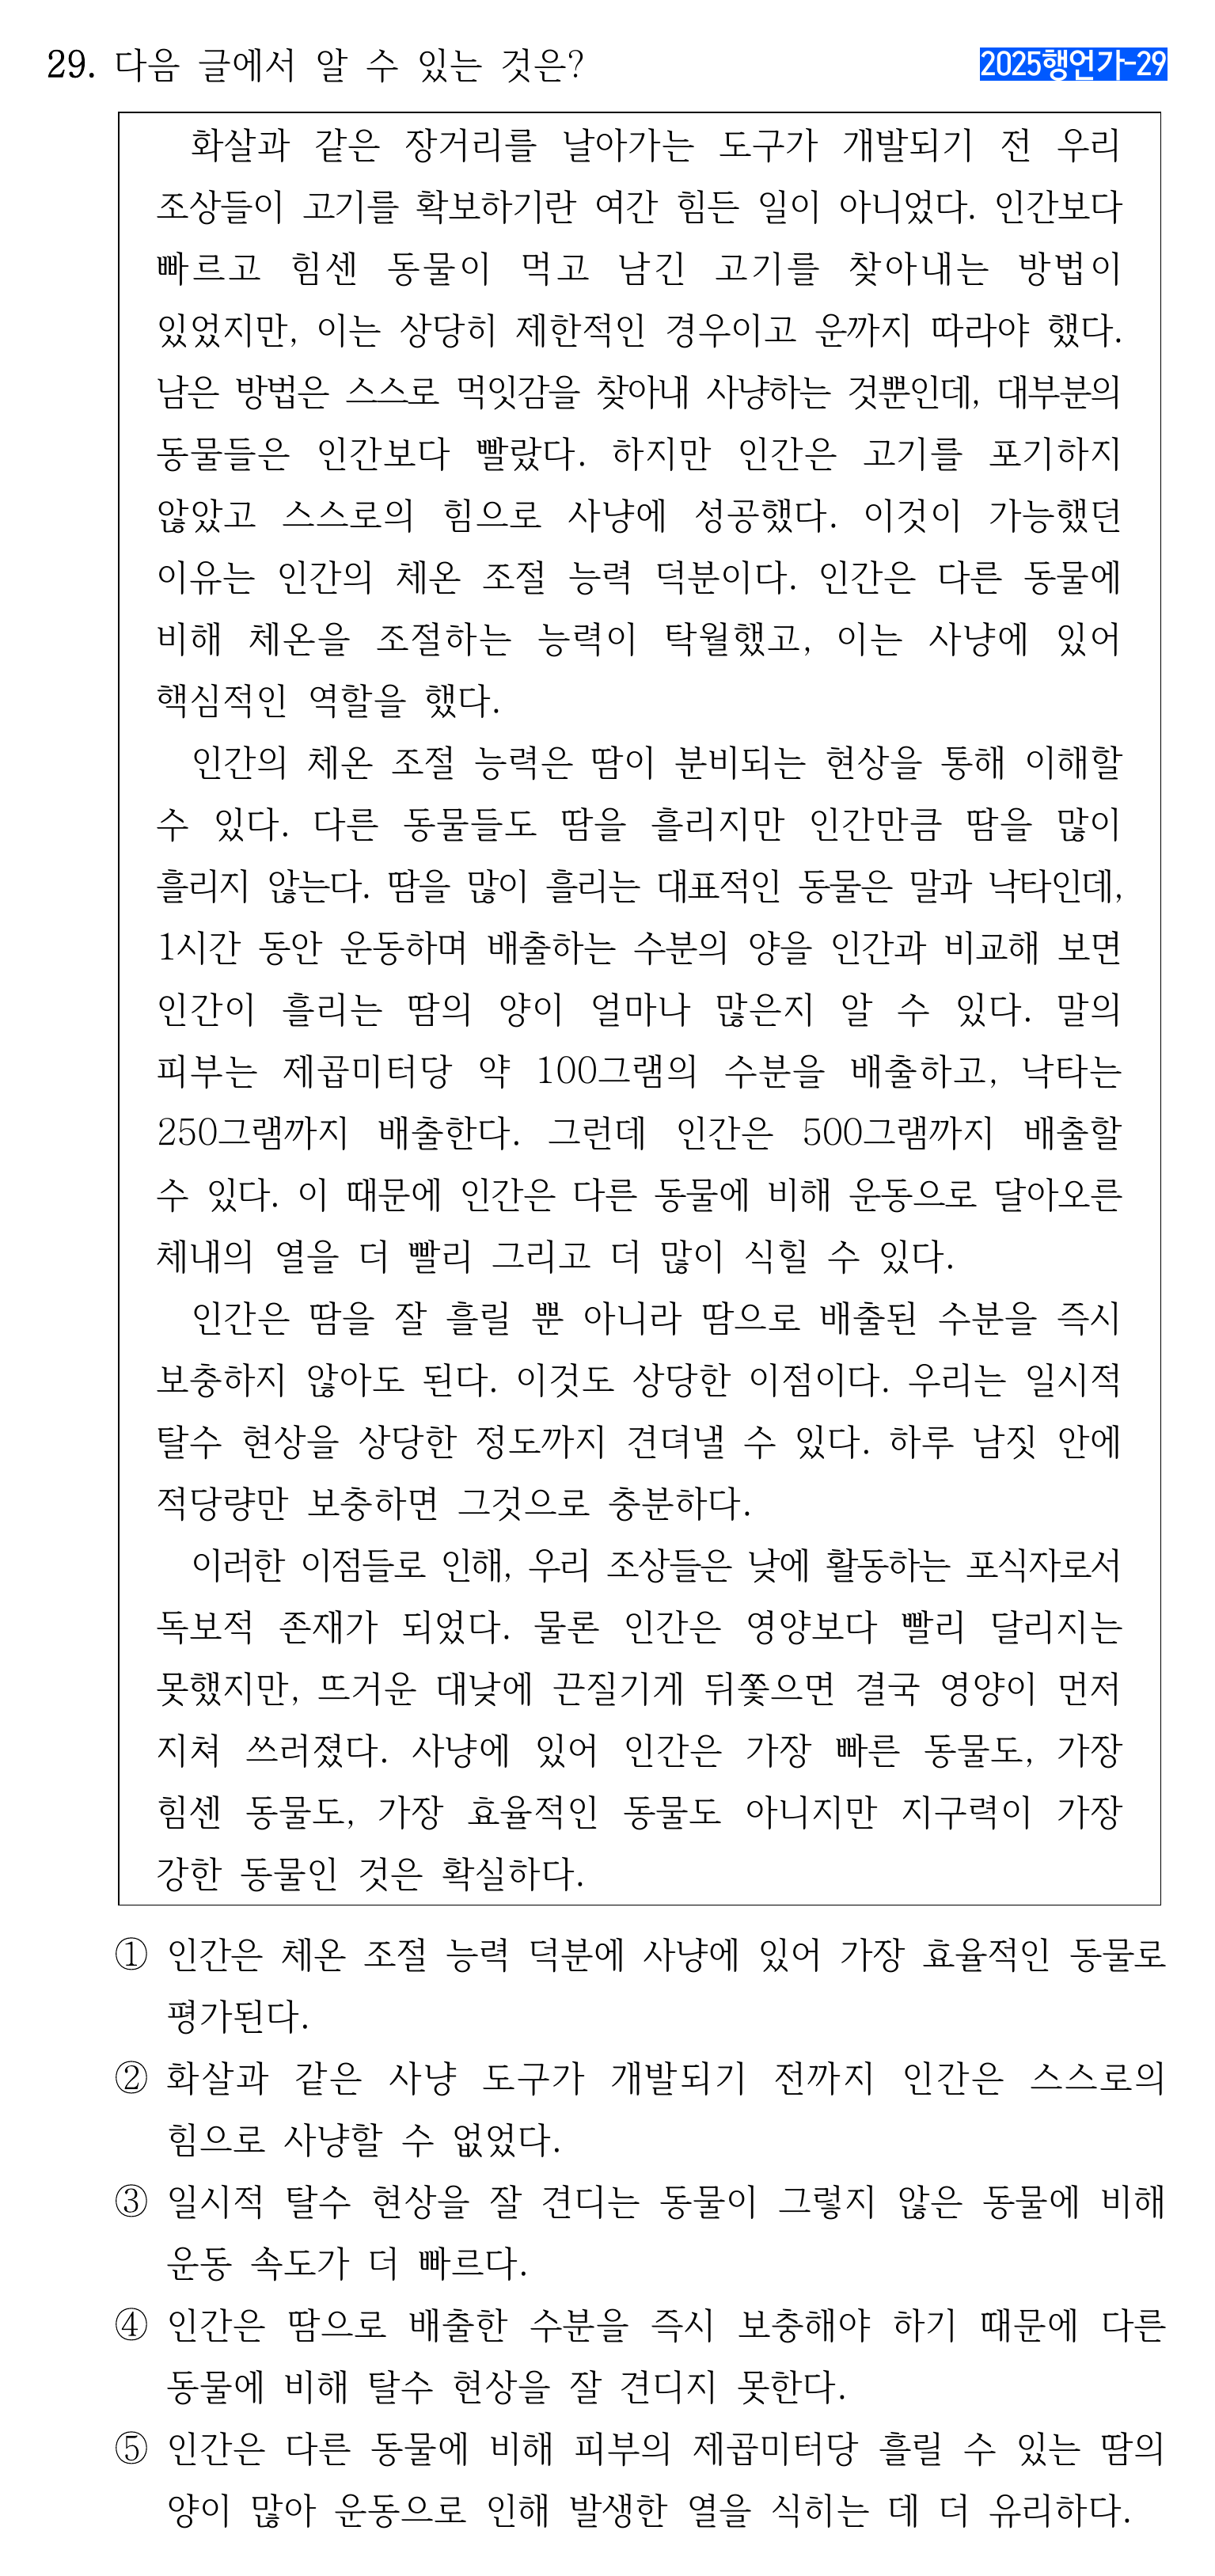 29. 다음 글에서 알 수 있는 것은?
2025행언가-29
화살과 같은 장거리를 날아가는 도구가 개발되기 전 우리
조상들이 고기를 확보하기란 여간 힘든 일이 아니었다. 인간보다
빠르고 힘센 동물이 먹고 남긴 고기를 찾아내는 방법이
있었지만, 이는 상당히 제한적인 경우이고 운까지 따라야 했다.
남은 방법은 스스로 먹잇감을 찾아내 사냥하는 것뿐인데, 대부분의
동물들은 인간보다 빨랐다. 하지만 인간은 고기를 포기하지
않았고 스스로의 힘으로 사냥에 성공했다. 이것이 가능했던
이유는 인간의 체온 조절 능력 덕분이다. 인간은 다른 동물에
비해 체온을 조절하는 능력이 탁월했고, 이는 사냥에 있어
핵심적인 역할을 했다.
인간의 체온 조절 능력은 땀이 분비되는 현상을 통해 이해할
수 있다. 다른 동물들도 땀을 흘리지만 인간만큼 땀을 많이
흘리지 않는다. 땀을 많이 흘리는 대표적인 동물은 말과 낙타인데,
1시간 동안 운동하며 배출하는 수분의 양을 인간과 비교해 보면
인간이 흘리는 땀의 양이 얼마나 많은지 알 수 있다. 말의
피부는 제곱미터당 약 100그램의 수분을 배출하고, 낙타는
250그램까지 배출한다. 그런데 인간은 500그램까지 배출할
수 있다. 이 때문에 인간은 다른 동물에 비해 운동으로 달아오른
체내의 열을 더 빨리 그리고 더 많이 식힐 수 있다.
인간은 땀을 잘 흘릴 뿐 아니라 땀으로 배출된 수분을 즉시
보충하지 않아도 된다. 이것도 상당한 이점이다. 우리는 일시적
탈수 현상을 상당한 정도까지 견뎌낼 수 있다. 하루 남짓 안에
적당량만 보충하면 그것으로 충분하다.
이러한 이점들로 인해, 우리 조상들은 낮에 활동하는 포식자로서
독보적 존재가 되었다. 물론 인간은 영양보다 빨리 달리지는
못했지만, 뜨거운 대낮에 끈질기게 뒤쫓으면 결국 영양이 먼저
지쳐 쓰러졌다. 사냥에 있어 인간은 가장 빠른 동물도, 가장
힘센 동물도, 가장 효율적인 동물도 아니지만 지구력이 가장
강한 동물인 것은 확실하다.
① 인간은 체온 조절 능력 덕분에 사냥에 있어 가장 효율적인 동물로
평가된다.
② 화살과 같은 사냥 도구가 개발되기 전까지 인간은 스스로의
힘으로 사냥할 수 없었다.
③ 일시적 탈수 현상을 잘 견디는 동물이 그렇지 않은 동물에 비해
운동 속도가 더 빠르다.
④ 인간은 땀으로 배출한 수분을 즉시 보충해야 하기 때문에 다른
동물에 비해 탈수 현상을 잘 견디지 못한다.
⑤ 인간은 다른 동물에 비해 피부의 제곱미터당 흘릴 수 있는 땀의
양이 많아 운동으로 인해 발생한 열을 식히는 데 더 유리하다.